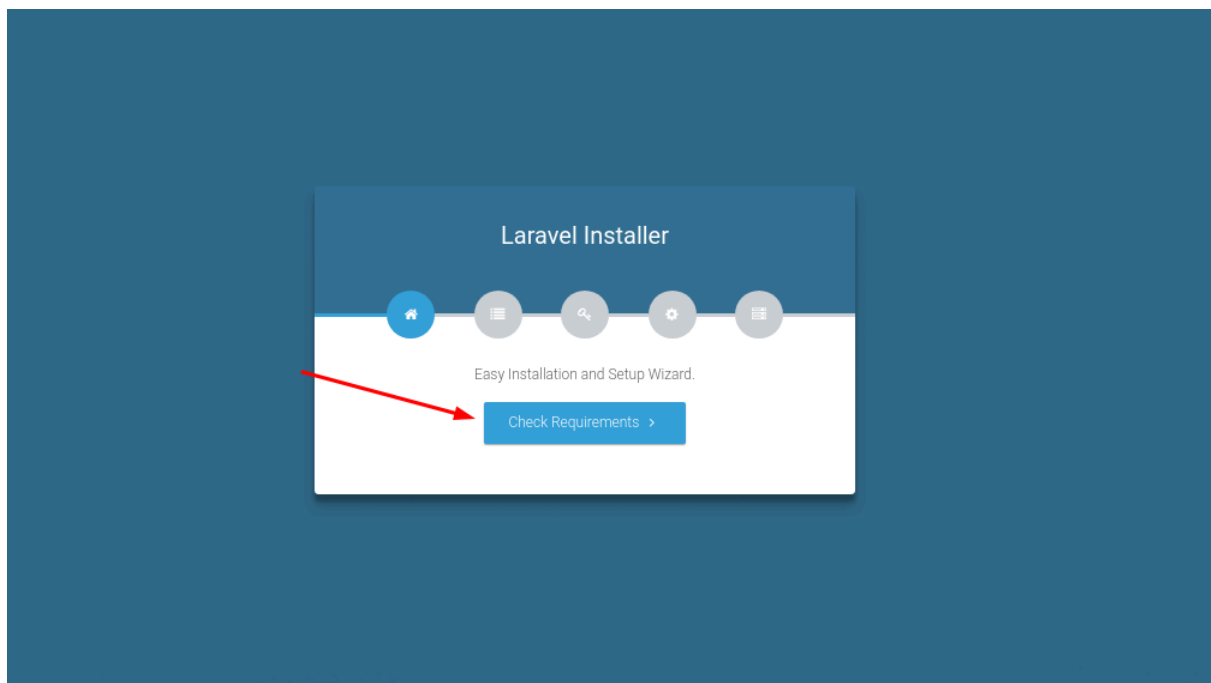 Laravel Installer
Easy Installation and Setup Wizard.
Check Requirements